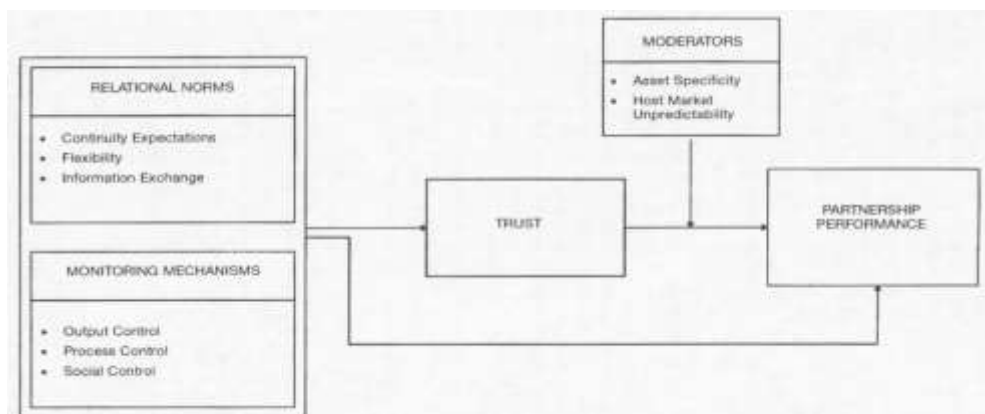 MODERATORS
• Asset Specificity
• Host Market
Unpredictability
RELATIONAL NORMS
• Continuity Expectations
• Flexibility
• Information Exchange
TRUST
PARTNERSHIP
PERFORMANCE
MONITORING MECHANISMS
• Output Control
• Process Control
• Social Control